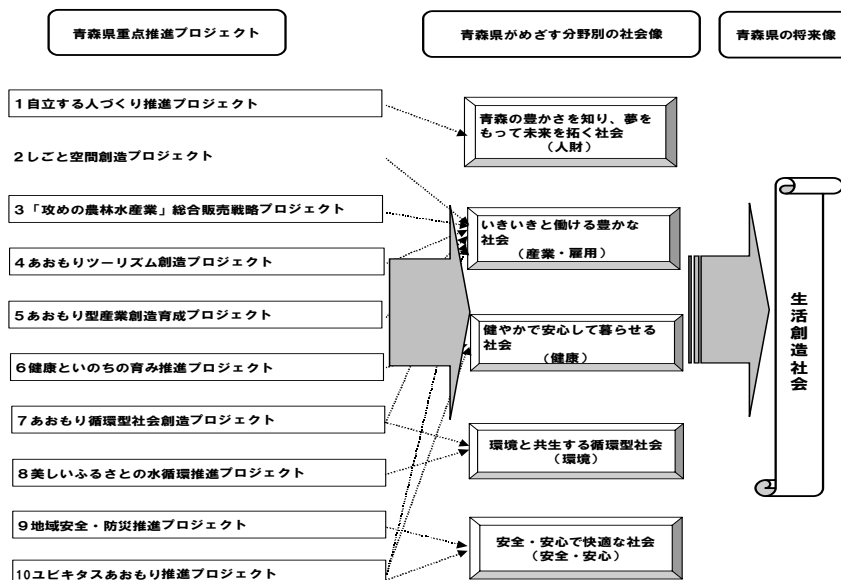 青森県重点推進プロジェクト
青森県がめざす分野別の社会像
青森県の将来像
1自立する人づくり推進プロジェクト
2しごと空間創造プロジェクト
3「攻めの農林水産業」総合販売戦略プロジェクト
4あおもりツーリズム創造プロジェクト
5あおもり型産業創造育成プロジェクト
6健康といのちの育み推進プロジェクト
7あおもり循環型社会創造プロジェクト
8美しいふるさとの水循環推進プロジェクト
9地域安全・防災推進プロジェクト
10ユビキタスあおもり推進プロジェクト
青森の豊かさを知り、夢を
もって未来を拓く社会
（人財）
いきいきと働ける豊かな
社会
（産業・雇用）
健やかで安心して暮らせる
社会
（健康）
環境と共生する循環型社会
（環境）
安全・安心で快適な社会
（安全・安心）
生活創造社会